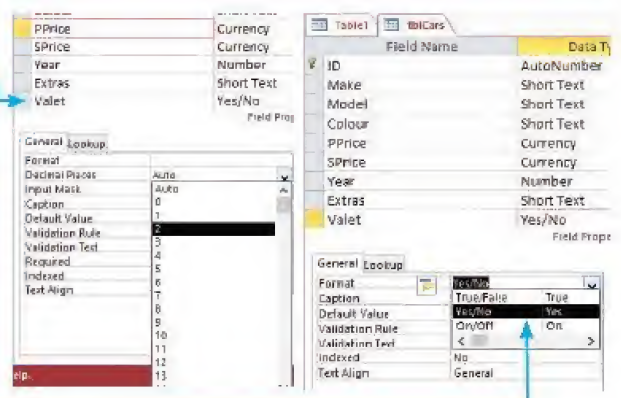 PPrice Currency
SPrice Currency
Year Number
Extras Short Text
Valet Yes/No
Field Prop
General Lookup
Format
Decimal Places Auto
Input Mask Auto
Caption 0
Default Value 1
Validation Rule 2
Validation Text 3
Required 4
Indexed 5
Text Align 6
7
8
9
10
11
12
13
elp.
Table1 tblCars
Field Name Data Ty
ID AutoNumber
Make Short Text
Model Short Text
Colour Short Text
PPrice Currency
SPrice Currency
Year Number
Extras Short Text
Valet Yes/No
Field Prope
General Lookup
Format Yes/No
Caption True/False True
Default Value Yes/No Yes
Validation Rule On/Off On
Validation Text < >
Indexed No
Text Align General